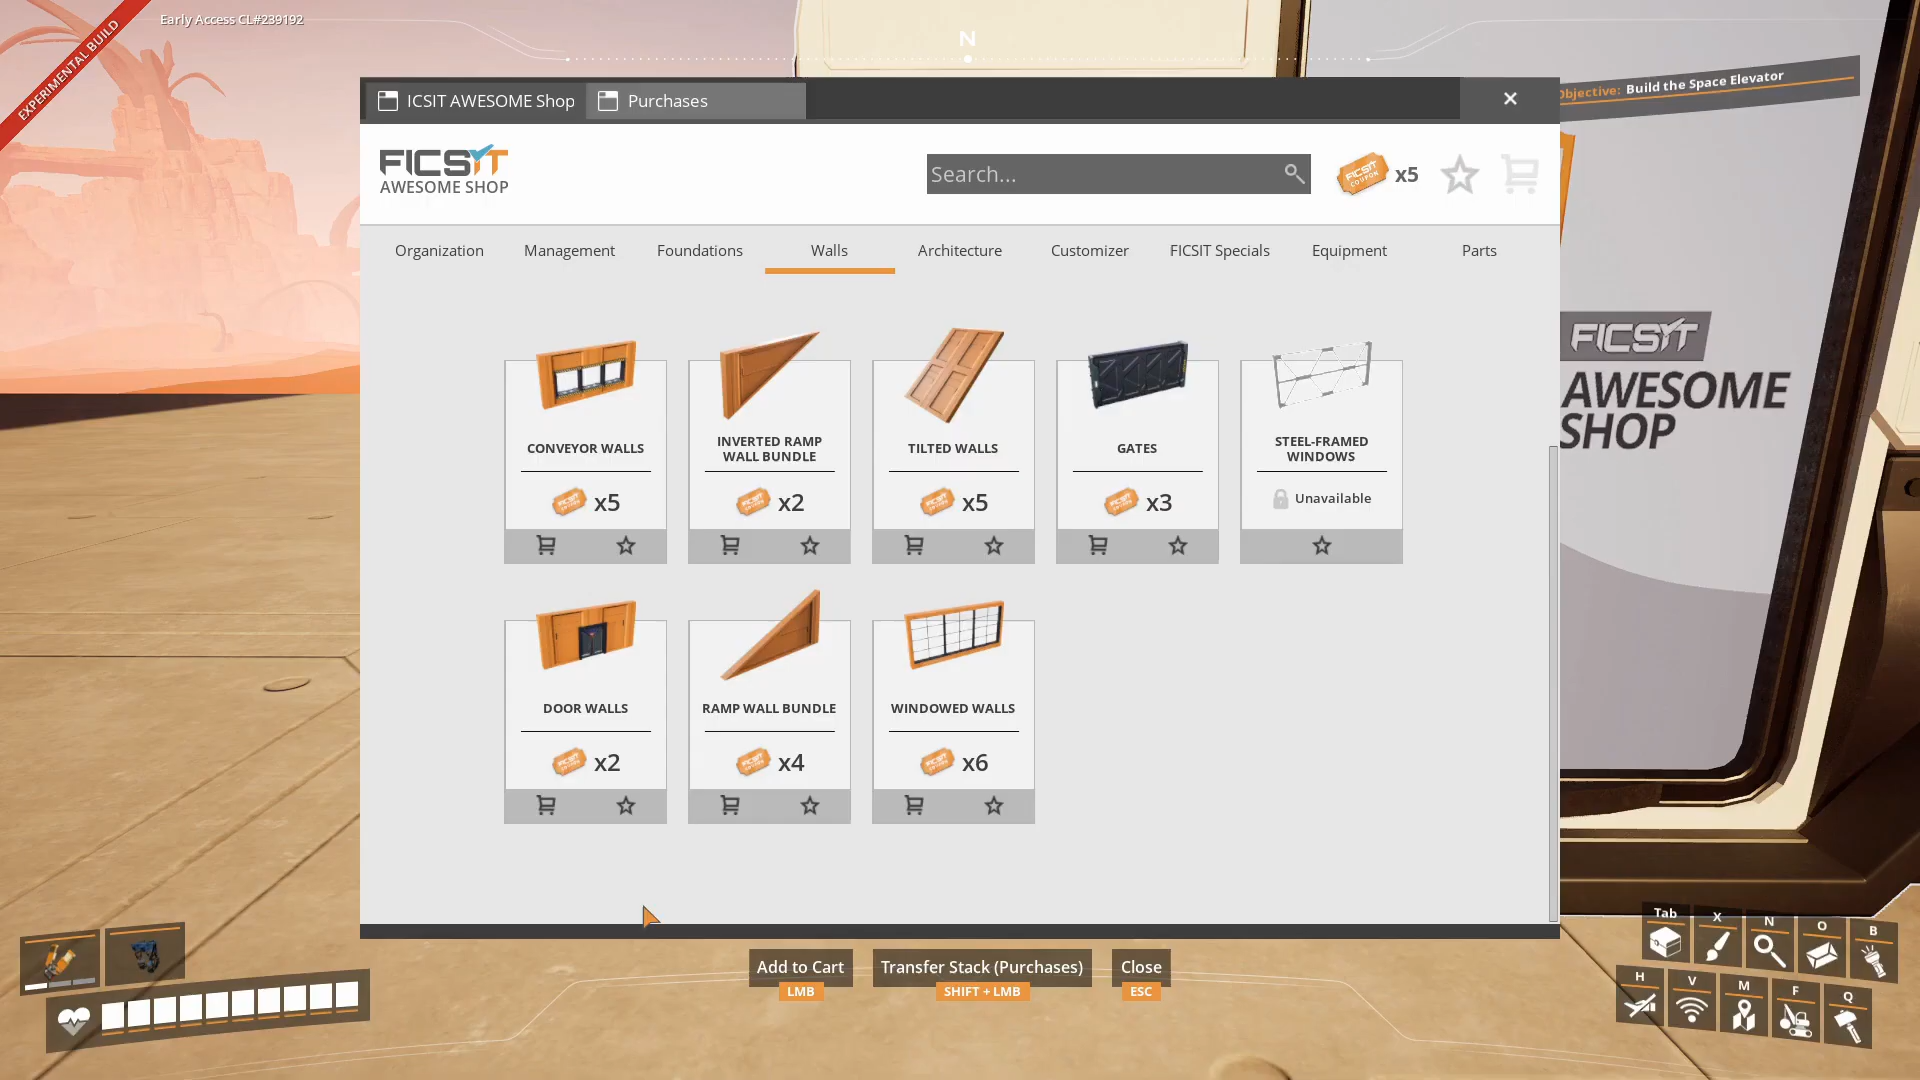 Early Access CL#239192
EXPERIMENTAL BUILD
N
Objective: Build the Space Elevator
ICSIT AWESOME Shop
Purchases
FICSIT
AWESOME SHOP
Search...
FICSIT COUPON
x5
Organization
Management
Foundations
Walls
Architecture
Customizer
FICSIT Specials
Equipment
Parts
CONVEYOR WALLS
x5
INVERTED RAMP
WALL BUNDLE
x2
TILTED WALLS
x5
GATES
x3
STEEL-FRAMED
WINDOWS
Unavailable
DOOR WALLS
x2
RAMP WALL BUNDLE
x4
WINDOWED WALLS
x6
FICSIT
AWESOME
SHOP
Add to Cart
LMB
Transfer Stack (Purchases)
SHIFT + LMB
Close
ESC
Tab
X
N
O
B
H
V
M
F
Q